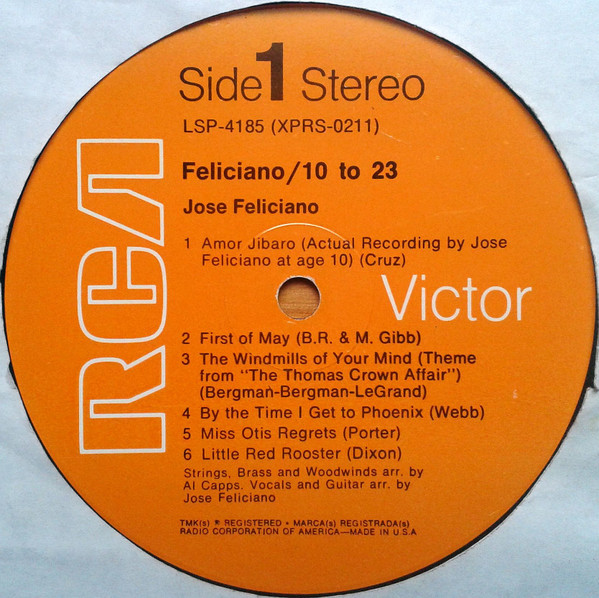 Side 1 Stereo
LSP-4185 (XPRS-0211)
Feliciano/10 to 23
Jose Feliciano
1 Amor Jibaro (Actual Recording by Jose
Feliciano at age 10) (Cruz)
RCA
Victor
2 First of May (B.R. & M. Gibb)
3 The Windmills of Your Mind (Theme
from "The Thomas Crown Affair")
(Bergman-Bergman-LeGrand)
4 By the Time I Get to Phoenix (Webb)
5 Miss Otis Regrets (Porter)
6 Little Red Rooster (Dixon)
Strings, Brass and Woodwinds arr. by
Al Capps. Vocals and Guitar arr. by
Jose Feliciano
TMK(s) ® REGISTERED • MARCA(s) REGISTRADA(s)
RADIO CORPORATION OF AMERICA—MADE IN U.S.A